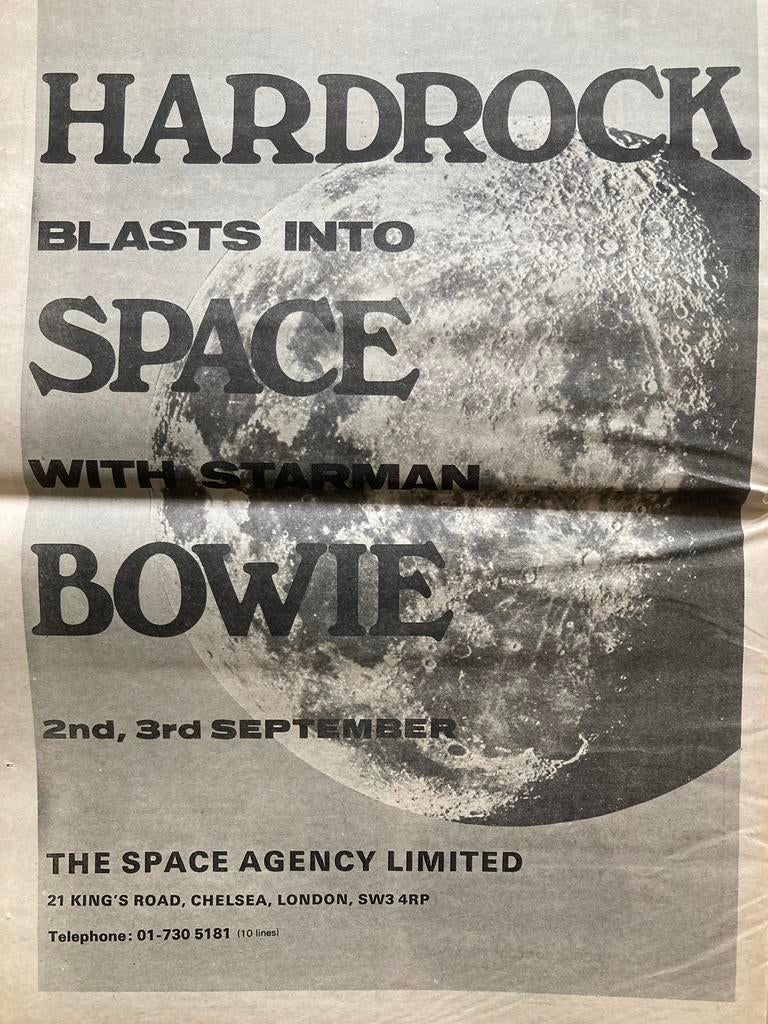 HARDROCK
BLASTS INTO
SPACE
WITH STARMAN
BOWIE
2nd, 3rd SEPTEMBER
THE SPACE AGENCY LIMITED
21 KING'S ROAD, CHELSEA, LONDON, SW3 4RP
Telephone: 01-730 5181 (10 lines)